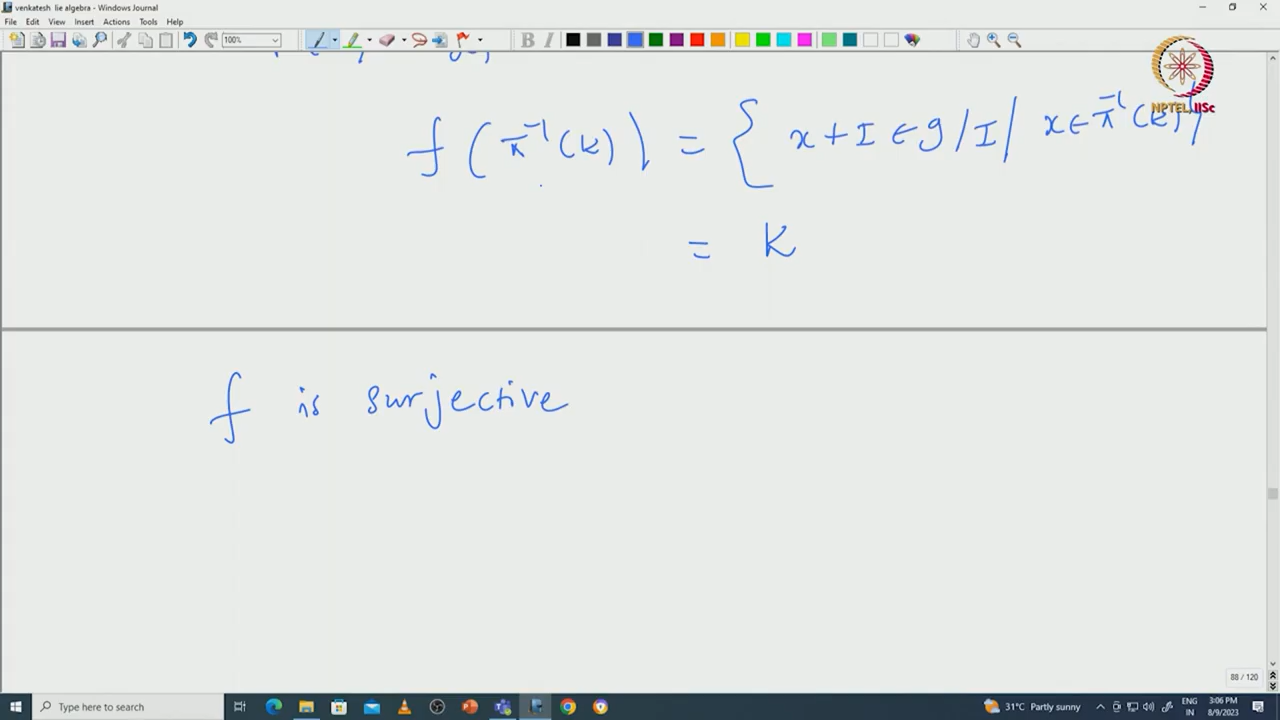 venkatesh lie algebra - Windows Journal
File Edit View Insert Actions Tools Help
100%
B I
NPTEL IISc
f ( π⁻¹(k) ) = { x + I ∈ g/I | x ∈ π⁻¹(k) }
= K
f is surjective
88 / 120
Type here to search
31°C Partly sunny
ENG
IN
3:06 PM
8/9/2023